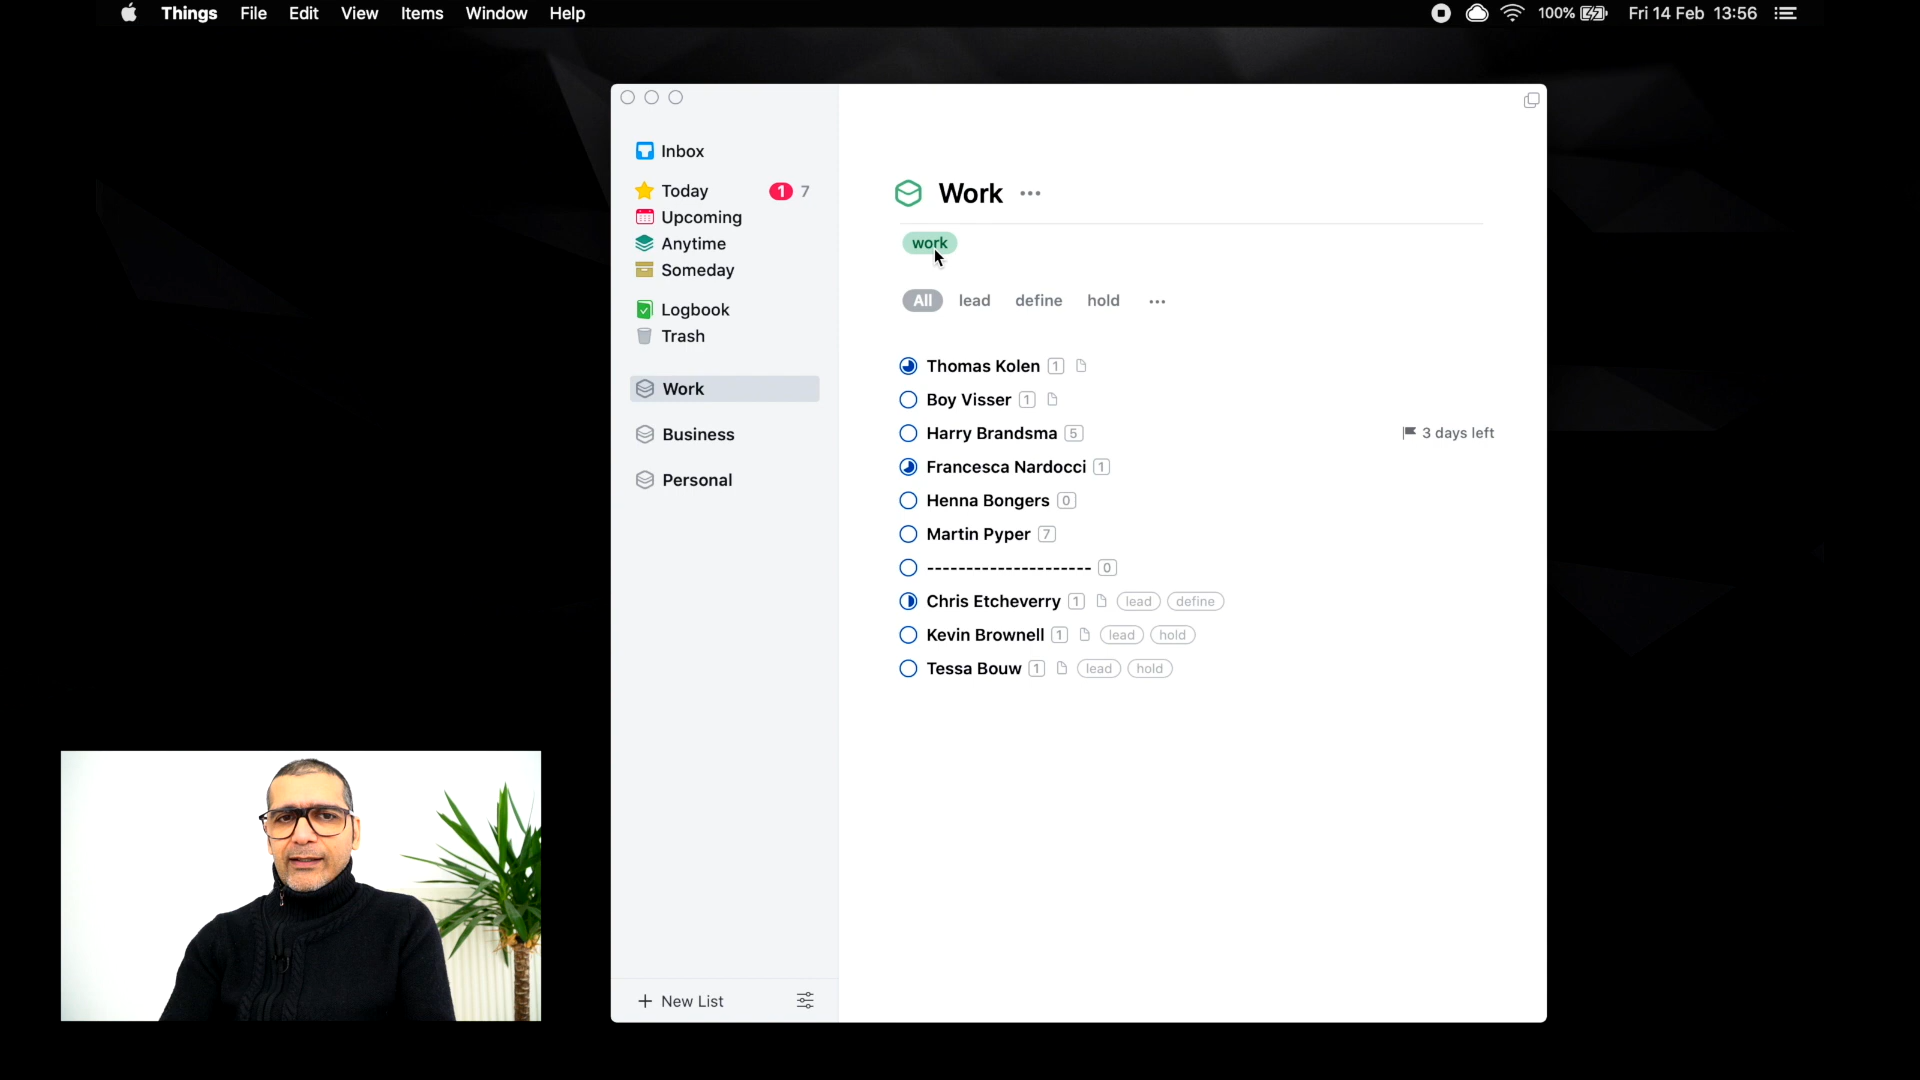 Things File Edit View Items Window Help 100% Fri 14 Feb 13:56
Inbox
Today 1 7
Upcoming
Anytime
Someday
Logbook
Trash
Work
Business
Personal
New List
Work ...
work
All lead define hold ...
Thomas Kolen 1
Boy Visser 1
Harry Brandsma 5 3 days left
Francesca Nardocci 1
Henna Bongers 0
Martin Pyper 7
--------------------- 0
Chris Etcheverry 1 lead define
Kevin Brownell 1 lead hold
Tessa Bouw 1 lead hold